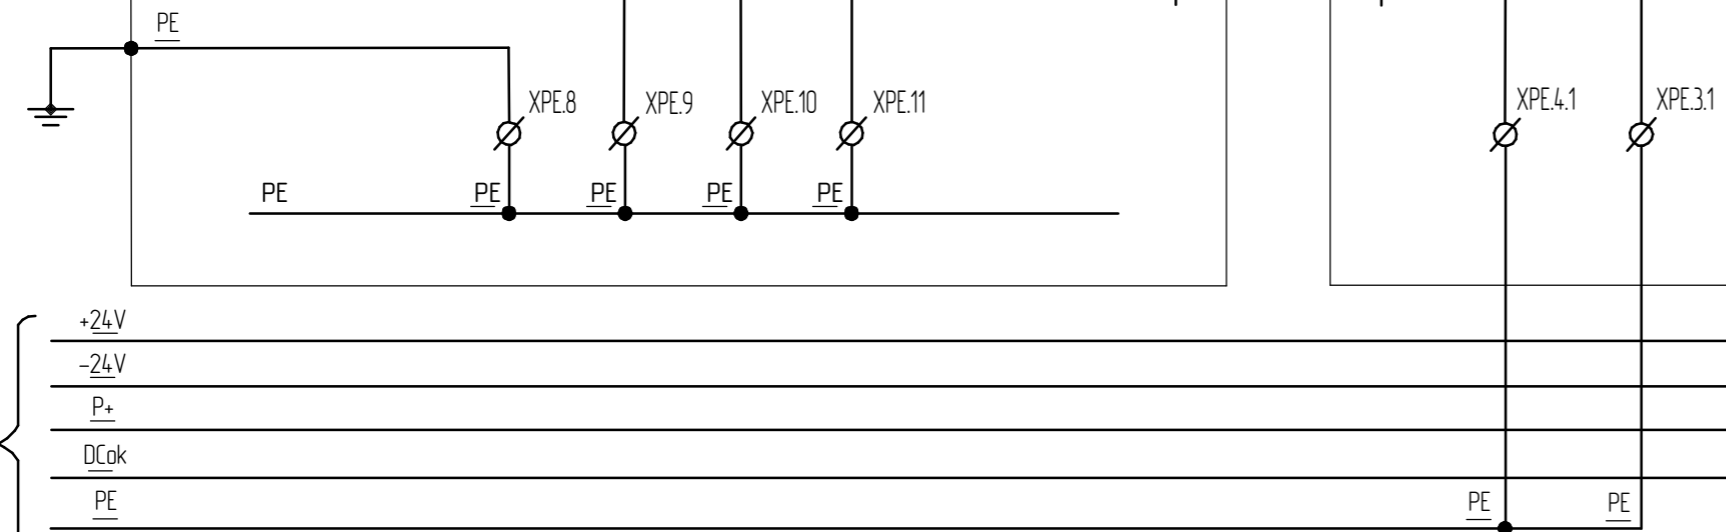 PE
XPE.8 XPE.9 XPE.10 XPE.11 XPE.4.1 XPE.3.1
PE PE PE PE PE
+24V
-24V
P+
DCok
PE PE PE